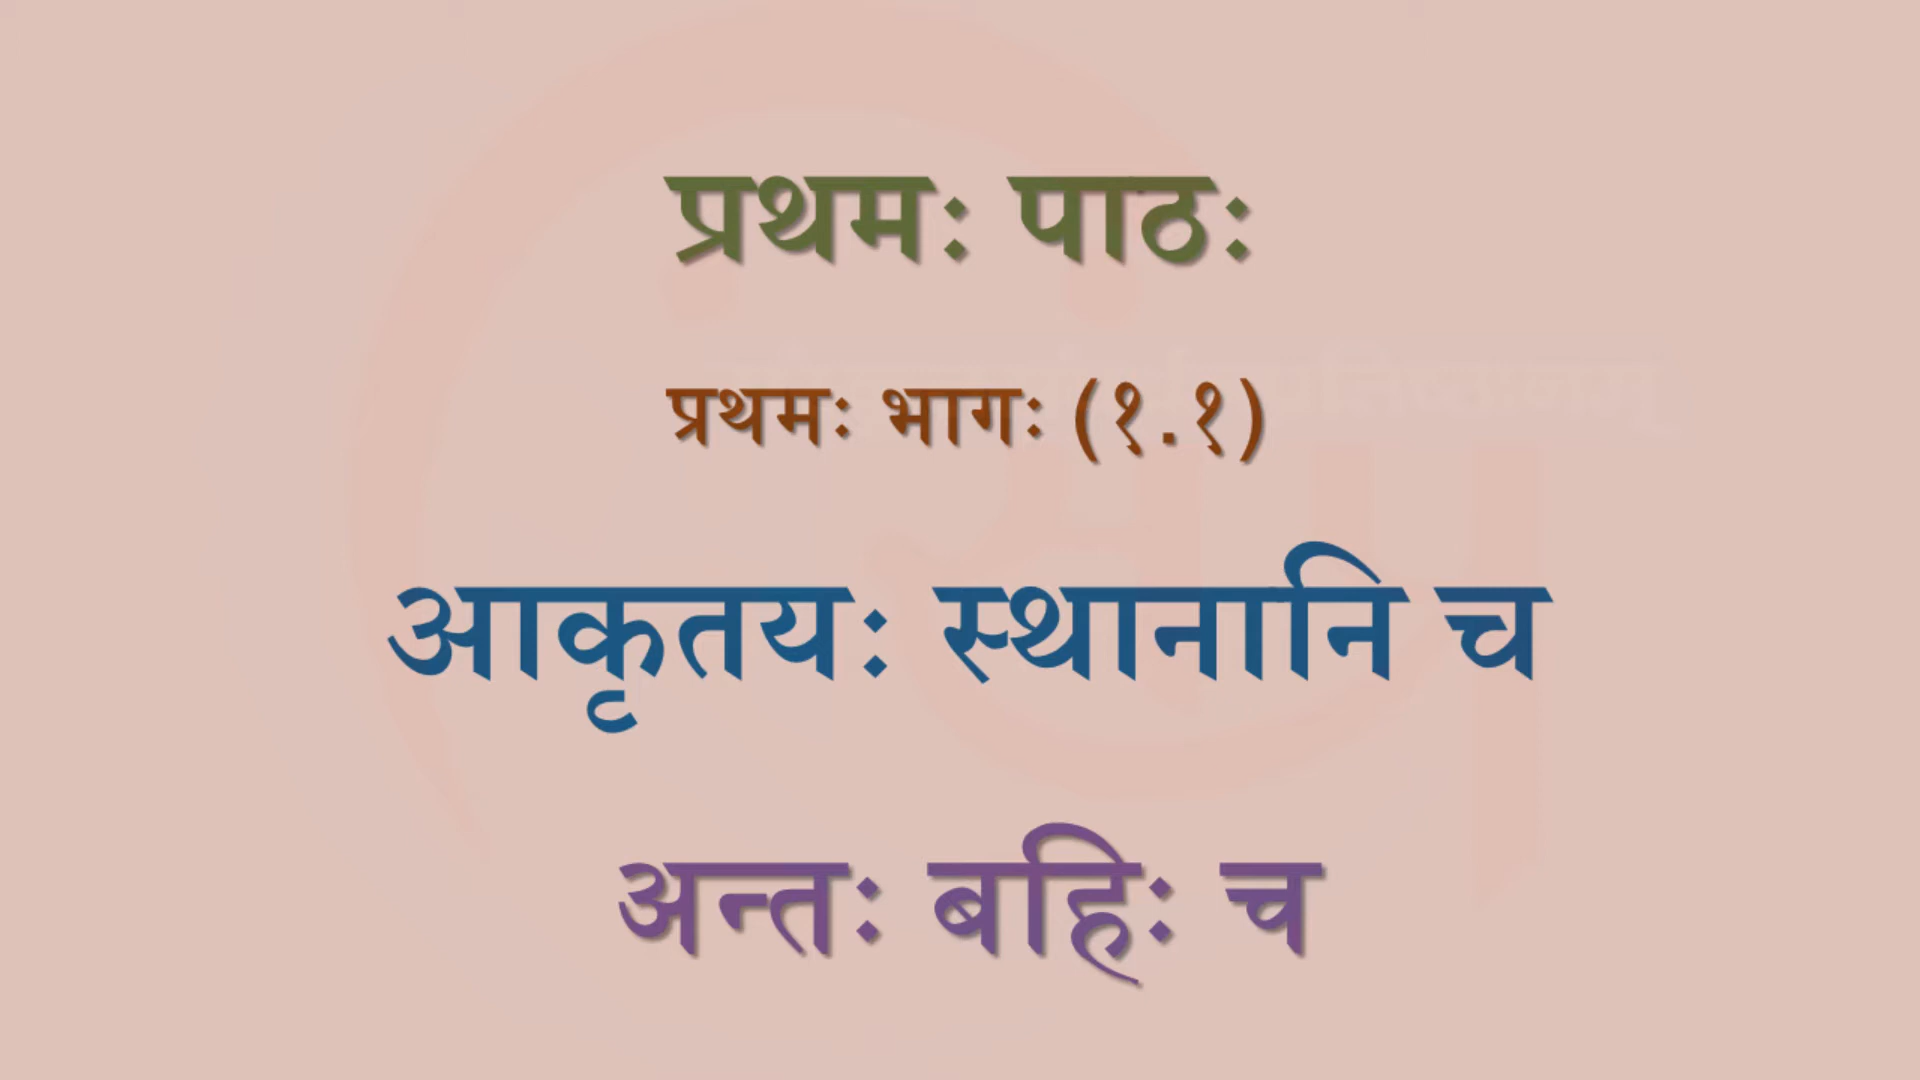 प्रथमः पाठः
प्रथमः भागः (१.१)
आकृतयः स्थानानि च
अन्तः बहिः च